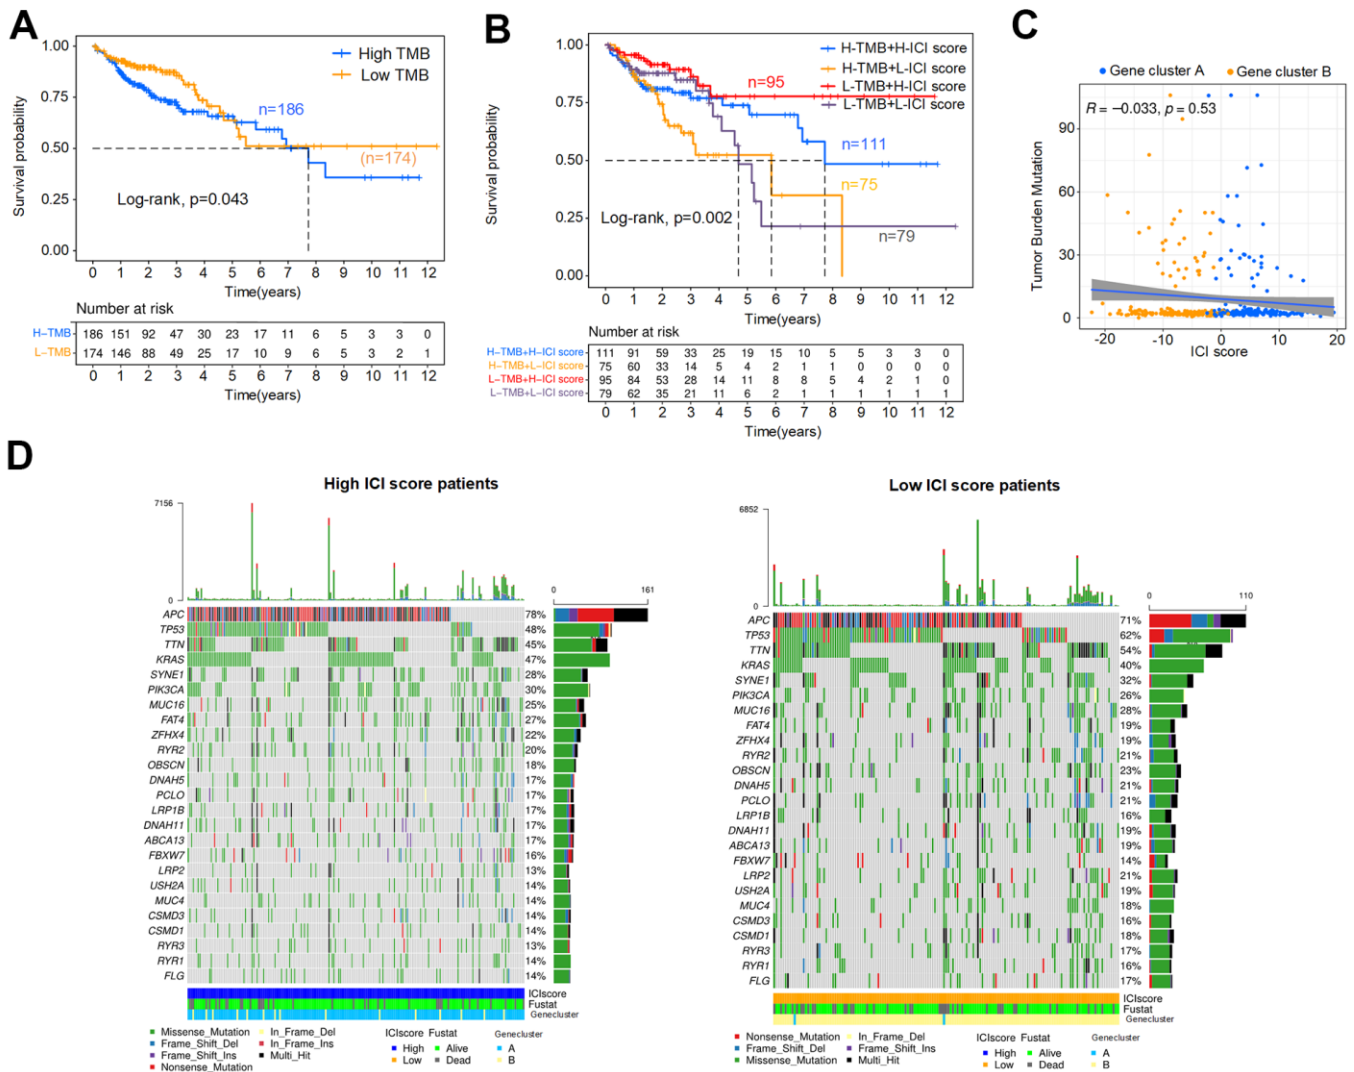 A
1.00
0.75
0.50
0.25
0.00
Survival probability
High TMB
Low TMB
n=186
(n=174)
Log-rank, p=0.043
0 1 2 3 4 5 6 7 8 9 10 11 12
Time(years)
Number at risk
H-TMB 186 151 92 47 30 23 17 11 6 5 3 3 0
L-TMB 174 146 88 49 25 17 10 9 6 5 3 2 1
0 1 2 3 4 5 6 7 8 9 10 11 12
Time(years)
B
1.00
0.75
0.50
0.25
0.00
Survival probability
H-TMB+H-ICI score
H-TMB+L-ICI score
L-TMB+H-ICI score
L-TMB+L-ICI score
n=95
n=111
n=75
n=79
Log-rank, p=0.002
0 1 2 3 4 5 6 7 8 9 10 11 12
Time(years)
Number at risk
H-TMB+H-ICI score 111 91 59 33 25 19 15 10 5 5 3 3 0
H-TMB+L-ICI score 75 60 33 14 5 4 2 1 1 0 0 0 0
L-TMB+H-ICI score 95 84 53 28 14 11 8 8 5 4 2 1 0
L-TMB+L-ICI score 79 62 35 21 11 6 2 1 1 1 1 1 1
0 1 2 3 4 5 6 7 8 9 10 11 12
Time(years)
C
Gene cluster A Gene cluster B
R = -0.033, p = 0.53
90
60
30
0
Tumor Burden Mutation
-20 -10 0 10 20
ICI score
D
High ICI score patients
7156
0
0 161
APC 78%
TP53 48%
TTN 45%
KRAS 47%
SYNE1 28%
PIK3CA 30%
MUC16 25%
FAT4 27%
ZFHX4 22%
RYR2 20%
OBSCN 18%
DNAH5 17%
PCLO 17%
LRP1B 17%
DNAH11 17%
ABCA13 17%
FBXW7 16%
LRP2 13%
USH2A 14%
MUC4 14%
CSMD3 14%
CSMD1 14%
RYR3 13%
RYR1 14%
FLG 14%
ICIscore
Fustat
Genecluster
Missense_Mutation In_Frame_Del ICIscore Fustat Genecluster
Frame_Shift_Del In_Frame_Ins High Alive A
Frame_Shift_Ins Multi_Hit Low Dead B
Nonsense_Mutation
Low ICI score patients
6852
0
0 110
APC 71%
TP53 62%
TTN 54%
KRAS 40%
SYNE1 32%
PIK3CA 26%
MUC16 28%
FAT4 19%
ZFHX4 19%
RYR2 21%
OBSCN 23%
DNAH5 21%
PCLO 21%
LRP1B 16%
DNAH11 19%
ABCA13 19%
FBXW7 14%
LRP2 21%
USH2A 19%
MUC4 18%
CSMD3 16%
CSMD1 18%
RYR3 17%
RYR1 16%
FLG 17%
ICIscore
Fustat
Genecluster
Nonsense_Mutation In_Frame_Del ICIscore Fustat Genecluster
Frame_Shift_Del Frame_Shift_Ins High Alive A
Missense_Mutation Multi_Hit Low Dead B